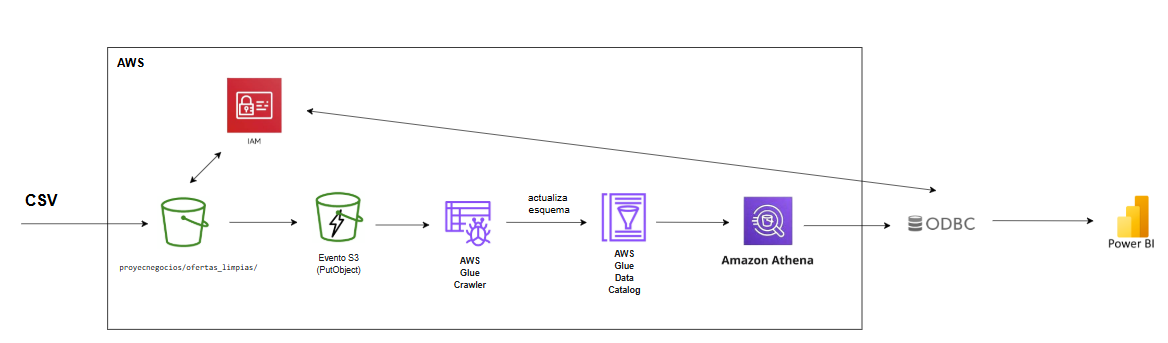 AWS
IAM
CSV
proyecnegocios/ofertas_limpias/
Evento S3
(PutObject)
AWS
Glue
Crawler
actualiza
esquema
AWS
Glue
Data
Catalog
Amazon Athena
ODBC
Power BI